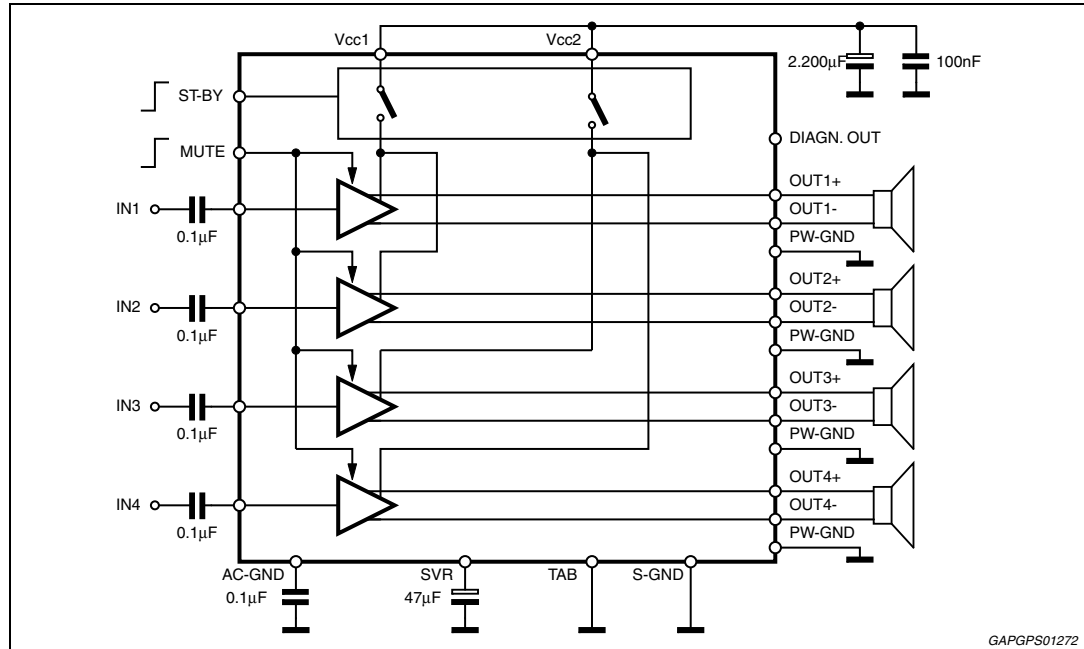 Vcc1
Vcc2
2.200µF
100nF
ST-BY
DIAGN. OUT
MUTE
OUT1+
IN1
OUT1-
0.1µF
PW-GND
OUT2+
IN2
OUT2-
0.1µF
PW-GND
OUT3+
IN3
OUT3-
0.1µF
PW-GND
OUT4+
IN4
OUT4-
0.1µF
PW-GND
AC-GND
SVR
TAB
S-GND
0.1µF
47µF
GAPGPS01272